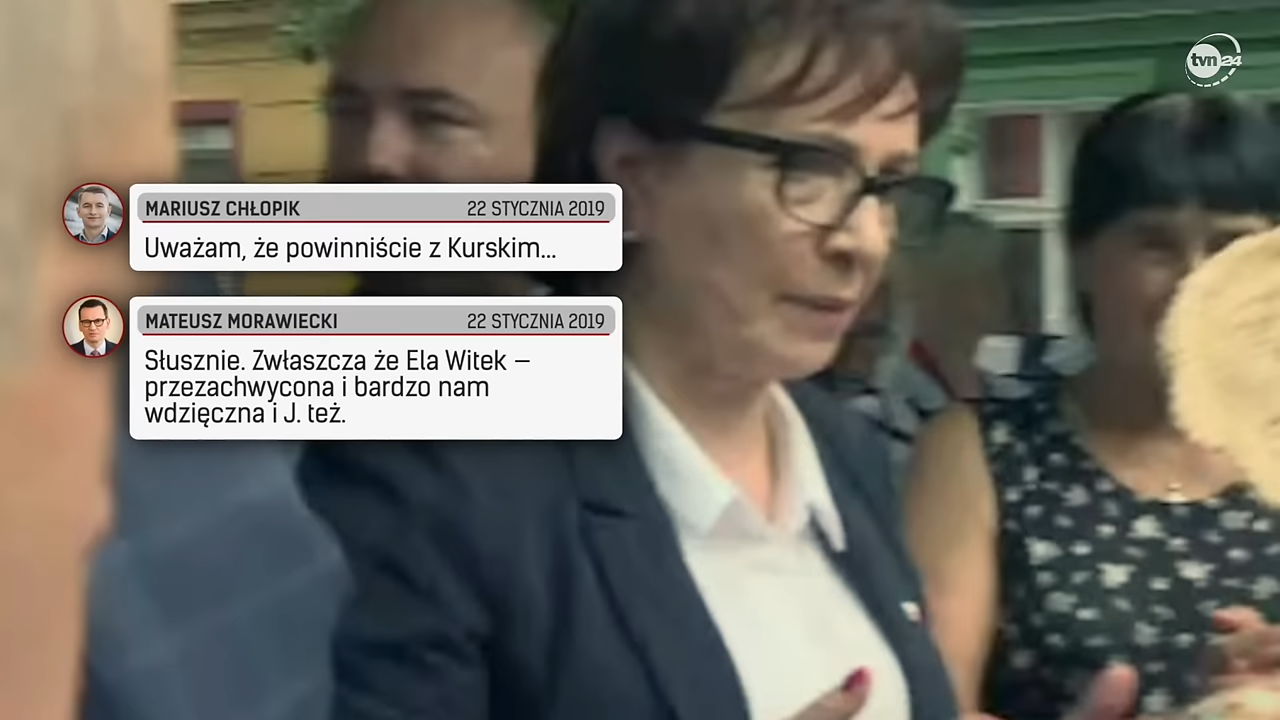 tvn24
MARIUSZ CHŁOPIK 22 STYCZNIA 2019
Uważam, że powinniście z Kurskim...
MATEUSZ MORAWIECKI 22 STYCZNIA 2019
Słusznie. Zwłaszcza że Ela Witek –
przezachwycona i bardzo nam
wdzięczna i J. też.